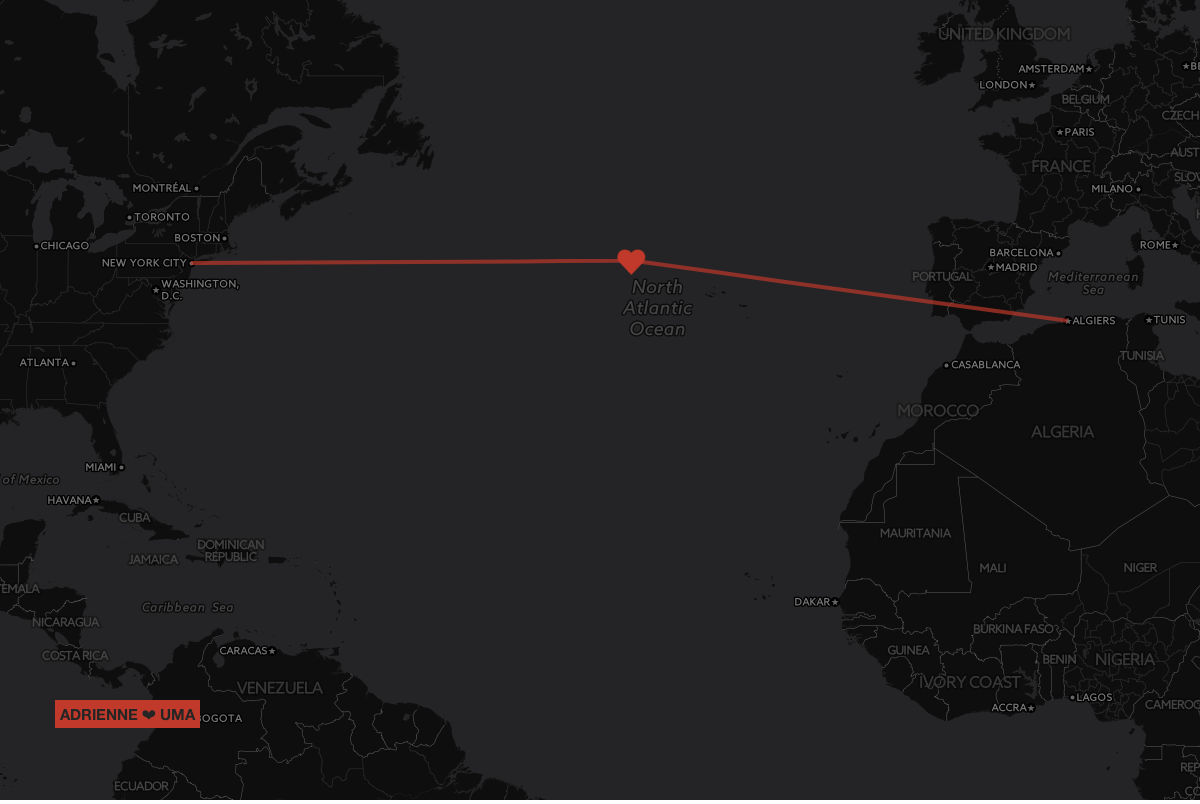 UNITED KINGDOM
AMSTERDAM
LONDON
BELGIUM
CZECH
PARIS
FRANCE
AUST
SLOV
MONTRÉAL
MILANO
TORONTO
BOSTON
CHICAGO
ROME
BARCELONA
NEW YORK CITY
MADRID
PORTUGAL
Mediterranean
Sea
WASHINGTON,
D.C.
North
Atlantic
Ocean
ALGIERS
TUNIS
TUNISIA
ATLANTA
CASABLANCA
MOROCCO
ALGERIA
MIAMI
of Mexico
HAVANA
CUBA
MAURITANIA
DOMINICAN
REPUBLIC
JAMAICA
MALI
NIGER
TEMALA
DAKAR
Caribbean Sea
NICARAGUA
BURKINA FASO
CARACAS
GUINEA
COSTA RICA
BENIN
NIGERIA
IVORY COAST
VENEZUELA
LAGOS
ACCRA
CAMEROO
ADRIENNE ❤ UMA
OGOTA
REP
ECUADOR